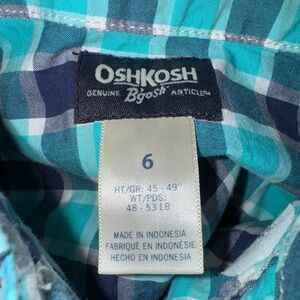 OSHKOSH
GENUINE B'gosh ARTICLE™
6
HT/GR: 45 - 49"
WT/PDS:
48 - 53 LB
MADE IN INDONESIA
FABRIQUÉ EN INDONÉSIE
HECHO EN INDONESIA